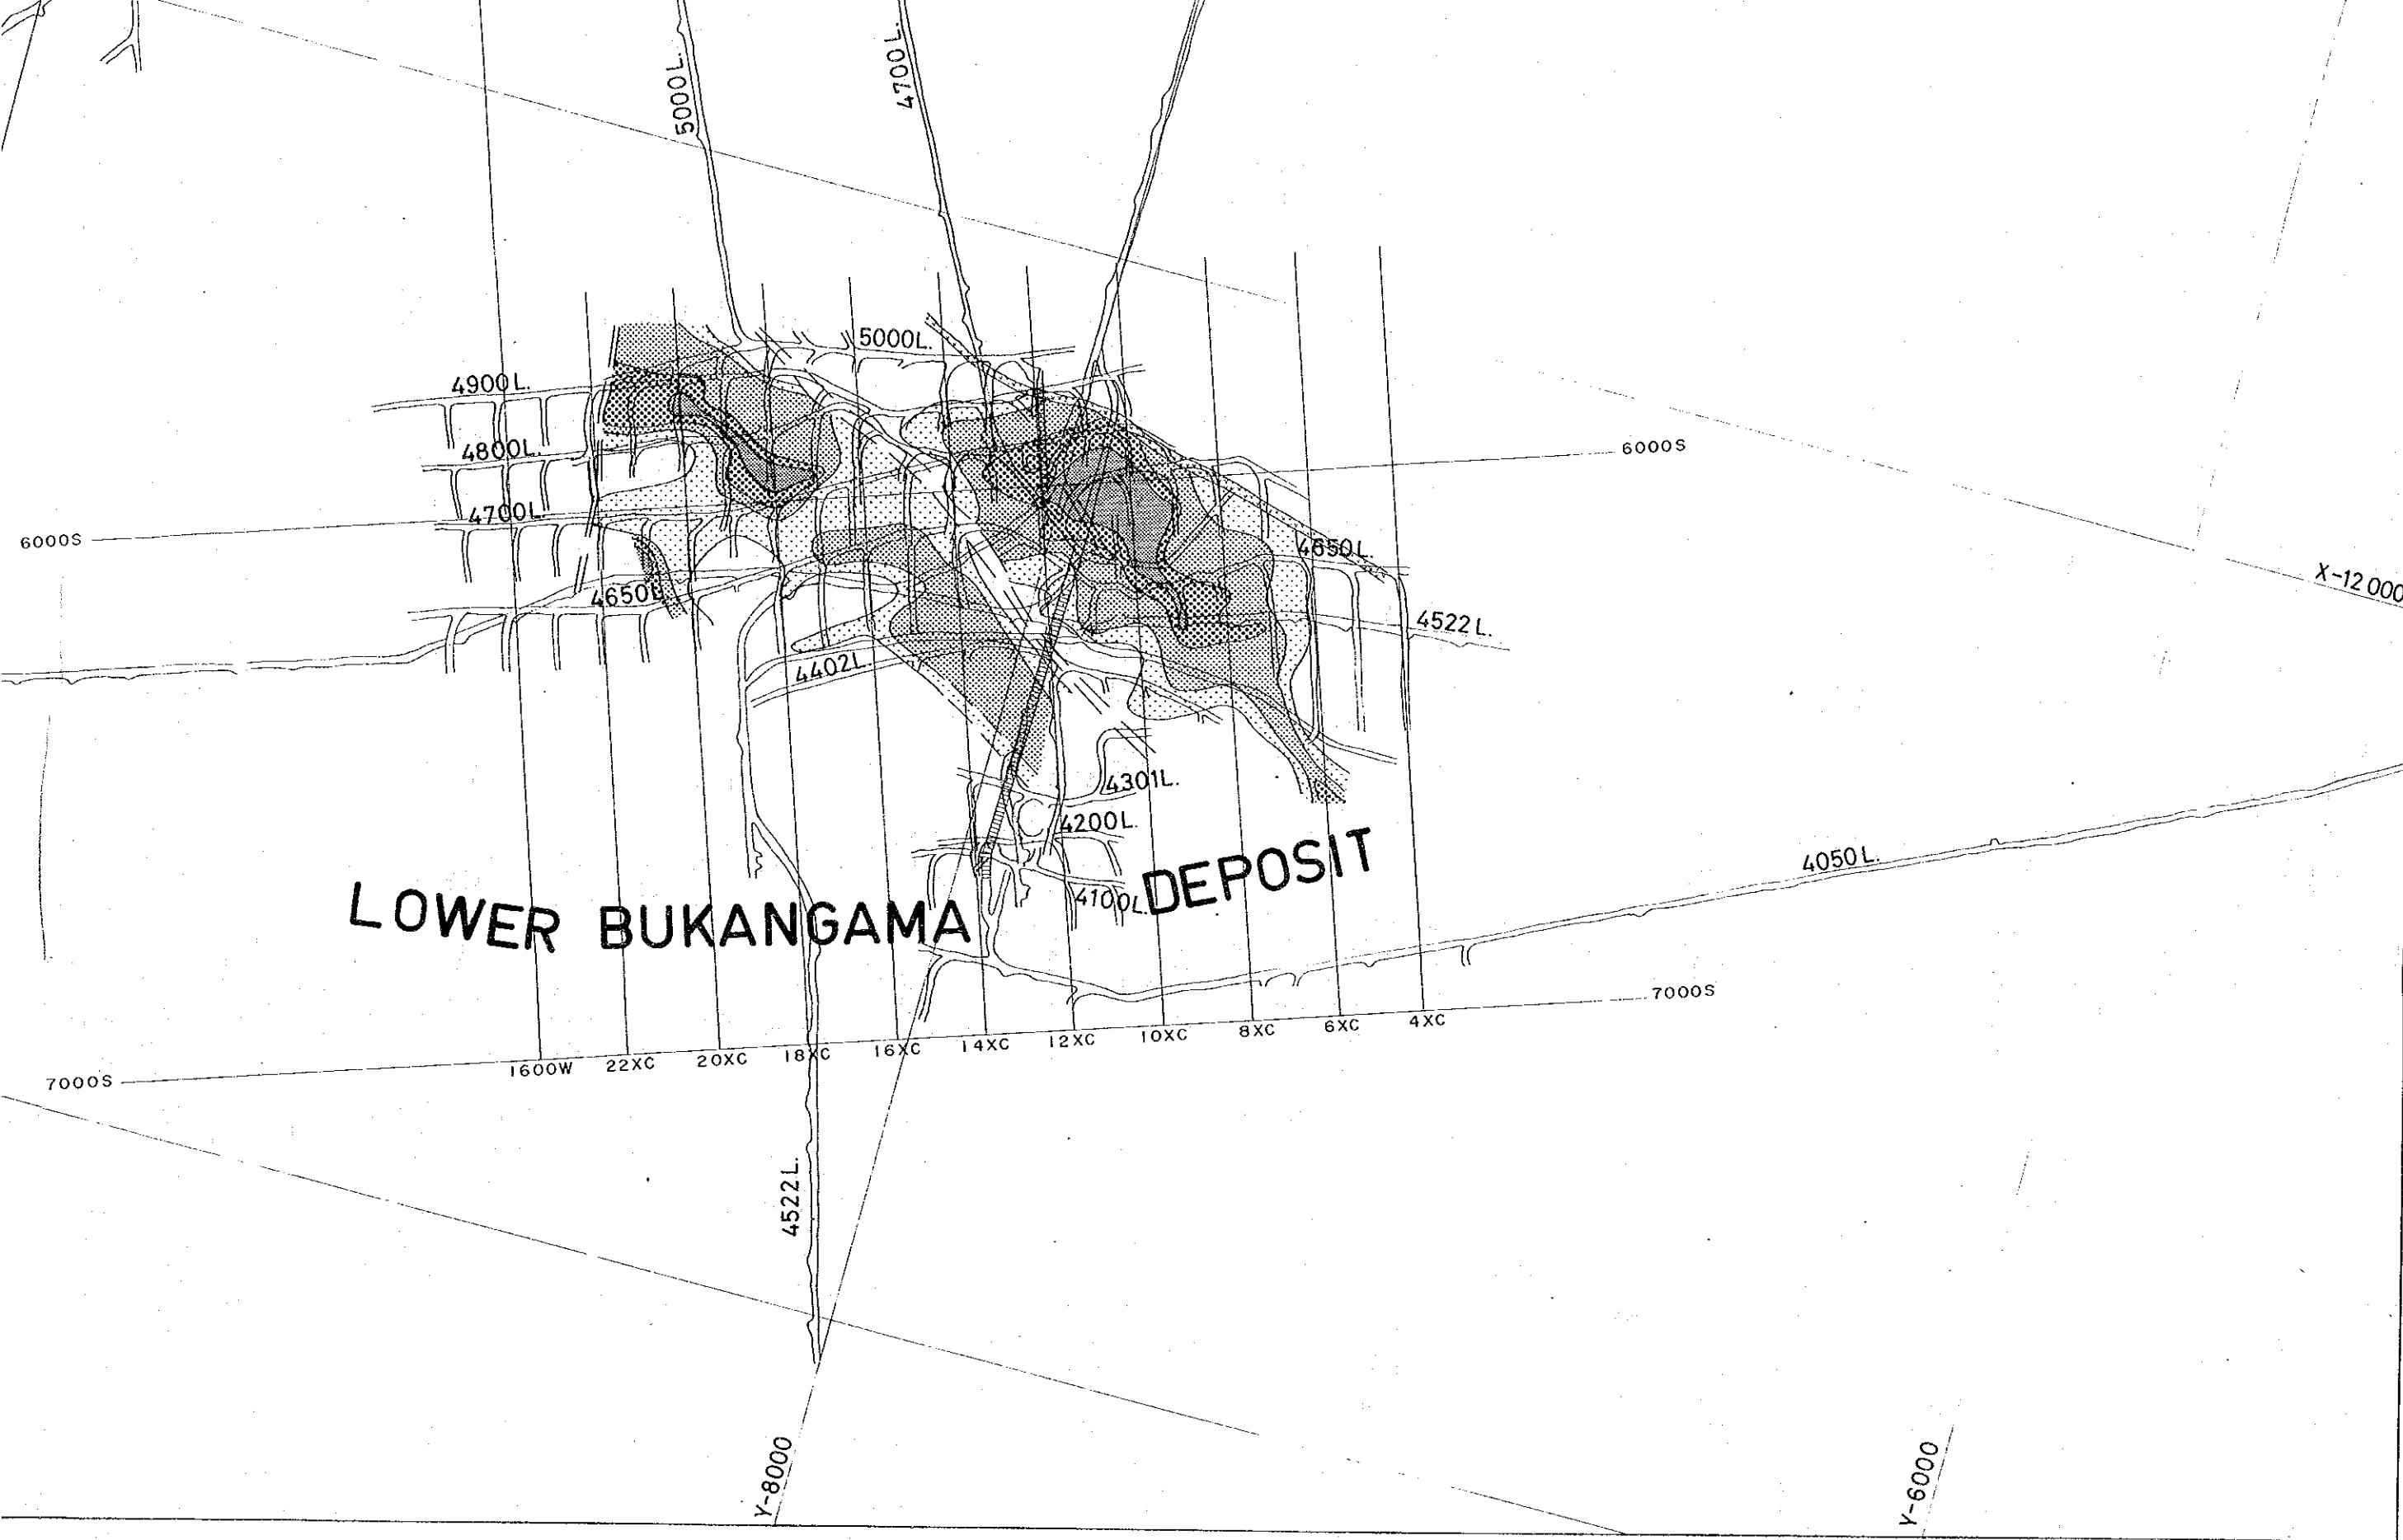 5000L.
4700L.
5000L.
4900L.
4800L.
6000S
4700L.
6000S
4650L.
X-12000
4650L.
4522L.
4402L.
4301L.
4200L.
4050L.
4100L.
LOWER BUKANGAMA DEPOSIT
7000S
7000S
1600W 22XC 20XC 18XC 16XC 14XC 12XC 10XC 8XC 6XC 4XC
4522L.
Y-8000
Y-6000